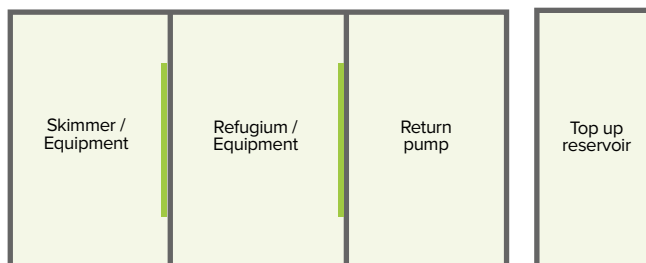 Skimmer /
Equipment
Refugium /
Equipment
Return
pump
Top up
reservoir